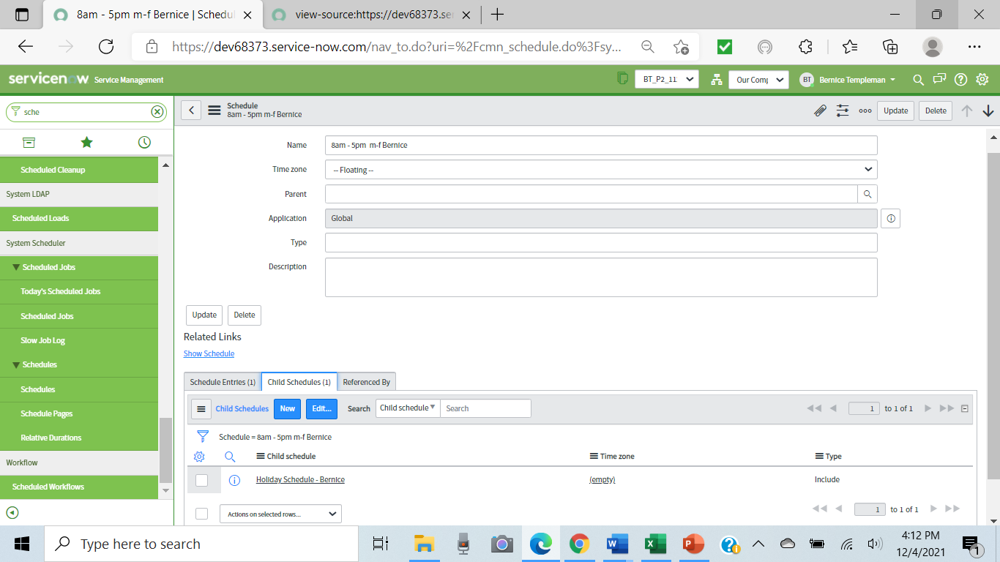 8am - 5pm m-f Bernice | Schedul
view-source:https://dev68373.se
https://dev68373.service-now.com/nav_to.do?uri=%2Fcmn_schedule.do%3Fsy...
servicenow Service Management
BT_P2_11
Our Comp
BT Bernice Templeman
sche
Schedule
8am - 5pm m-f Bernice
Update Delete
Scheduled Cleanup
System LDAP
Scheduled Loads
System Scheduler
Scheduled Jobs
Today's Scheduled Jobs
Scheduled Jobs
Slow Job Log
Schedules
Schedules
Schedule Pages
Relative Durations
Workflow
Scheduled Workflows
Name 8am - 5pm m-f Bernice
Time zone -- Floating --
Parent
Application Global
Type
Description
Update Delete
Related Links
Show Schedule
Schedule Entries (1) Child Schedules (1) Referenced By
Child Schedules New Edit... Search Child schedule Search 1 to 1 of 1
Schedule = 8am - 5pm m-f Bernice
Child schedule Time zone Type
Holiday Schedule - Bernice (empty) Include
Actions on selected rows... 1 to 1 of 1
Type here to search
4:12 PM
12/4/2021
1